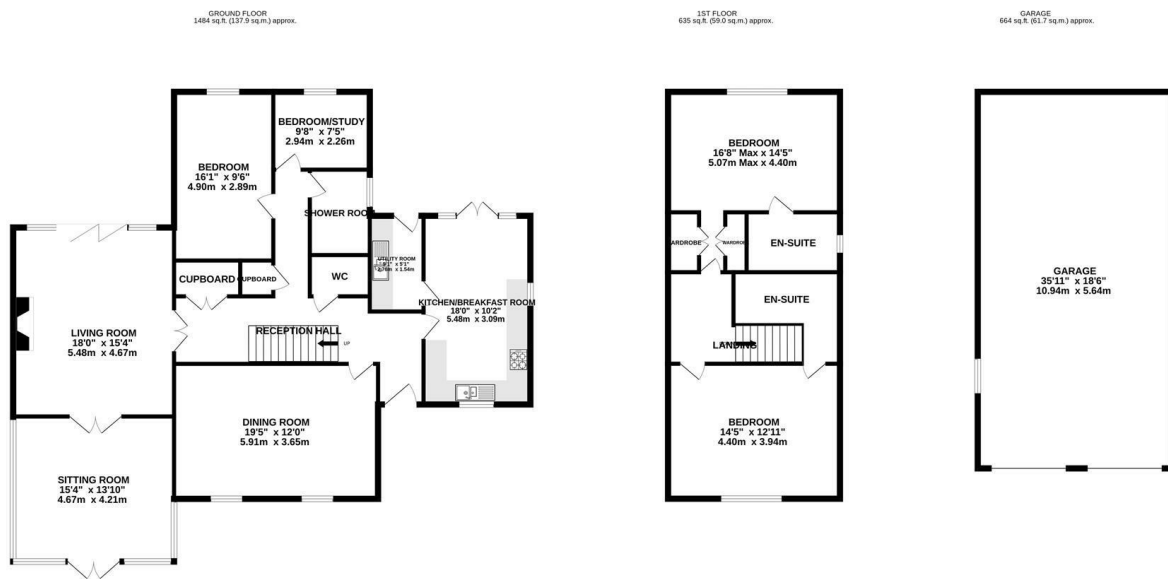 GROUND FLOOR
1484 sq.ft. (137.9 sq.m.) approx.
BEDROOM/STUDY
9'8" x 7'5"
2.94m x 2.26m
BEDROOM
16'1" x 9'6"
4.90m x 2.89m
SHOWER ROOM
UTILITY ROOM
CUPBOARD
CUPBOARD
WC
KITCHEN/BREAKFAST ROOM
18'0" x 10'2"
5.48m x 3.09m
LIVING ROOM
18'0" x 15'4"
5.48m x 4.67m
RECEPTION HALL
UP
DINING ROOM
19'5" x 12'0"
5.91m x 3.65m
SITTING ROOM
15'4" x 13'10"
4.67m x 4.21m
1ST FLOOR
635 sq.ft. (59.0 sq.m.) approx.
BEDROOM
16'8" Max x 14'5"
5.07m Max x 4.40m
WARDROBE
WARDROBE
EN-SUITE
EN-SUITE
LANDING
BEDROOM
14'5" x 12'11"
4.40m x 3.94m
GARAGE
664 sq.ft. (61.7 sq.m.) approx.
GARAGE
35'11" x 18'6"
10.94m x 5.64m